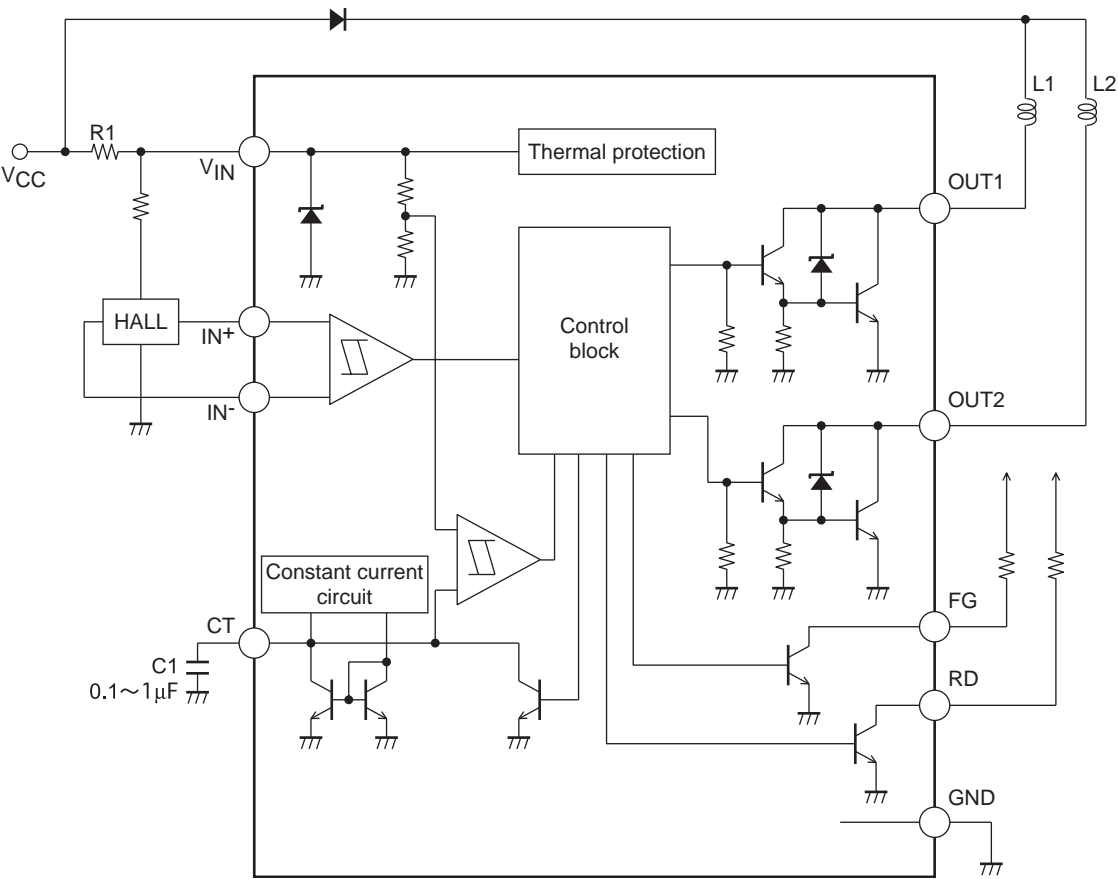 L1
L2
R1
VCC
VIN
Thermal protection
OUT1
HALL
IN+
Control
block
IN-
OUT2
Constant current
circuit
CT
FG
C1
0.1～1μF
RD
GND